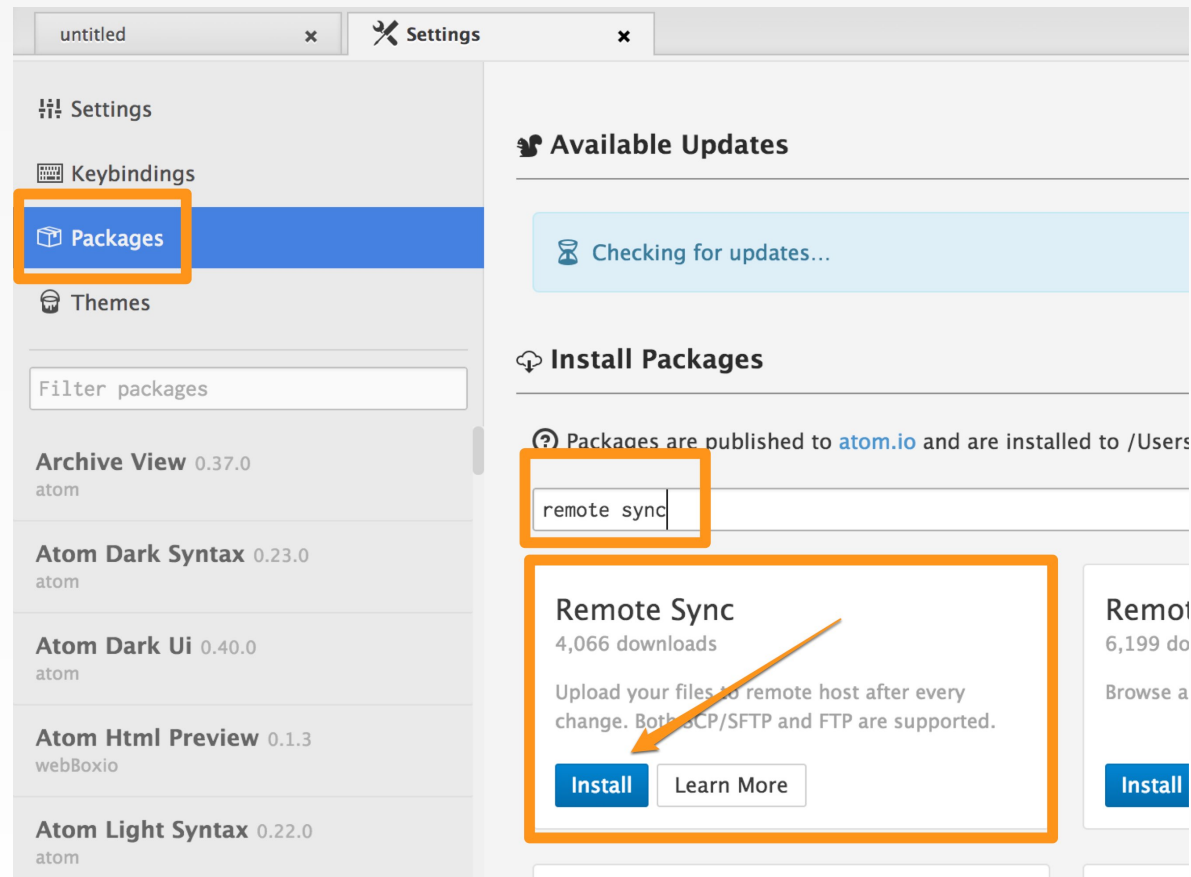 untitled
Settings
Settings
Keybindings
Packages
Themes
Filter packages
Archive View 0.37.0
atom
Atom Dark Syntax 0.23.0
atom
Atom Dark Ui 0.40.0
atom
Atom Html Preview 0.1.3
webBoxio
Atom Light Syntax 0.22.0
atom
Available Updates
Checking for updates...
Install Packages
Packages are published to atom.io and are installed to /Users
remote sync
Remote Sync
4,066 downloads
Upload your files to remote host after every
change. Both SCP/SFTP and FTP are supported.
Install Learn More
Remot
6,199 do
Browse a
Install